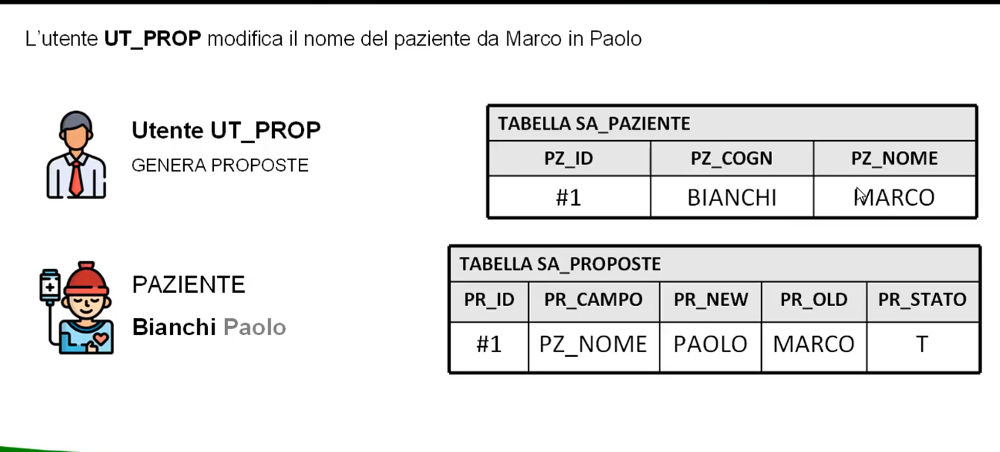 L'utente UT_PROP modifica il nome del paziente da Marco in Paolo
Utente UT_PROP
GENERA PROPOSTE
TABELLA SA_PAZIENTE
PZ_ID PZ_COGN PZ_NOME
#1 BIANCHI MARCO
PAZIENTE
Bianchi Paolo
TABELLA SA_PROPOSTE
PR_ID PR_CAMPO PR_NEW PR_OLD PR_STATO
#1 PZ_NOME PAOLO MARCO T